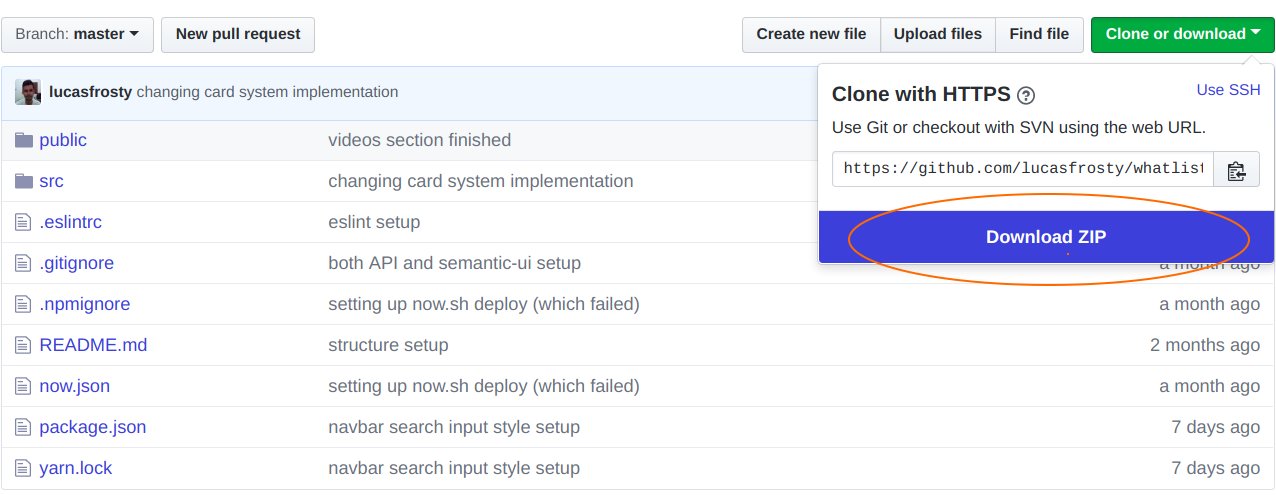 Branch: master New pull request Create new file Upload files Find file Clone or download
lucasfrosty changing card system implementation
Clone with HTTPS Use SSH
Use Git or checkout with SVN using the web URL.
https://github.com/lucasfrosty/whatlist
Download ZIP
public videos section finished
src changing card system implementation
.eslintrc eslint setup
.gitignore both API and semantic-ui setup a month ago
.npmignore setting up now.sh deploy (which failed) a month ago
README.md structure setup 2 months ago
now.json setting up now.sh deploy (which failed) a month ago
package.json navbar search input style setup 7 days ago
yarn.lock navbar search input style setup 7 days ago